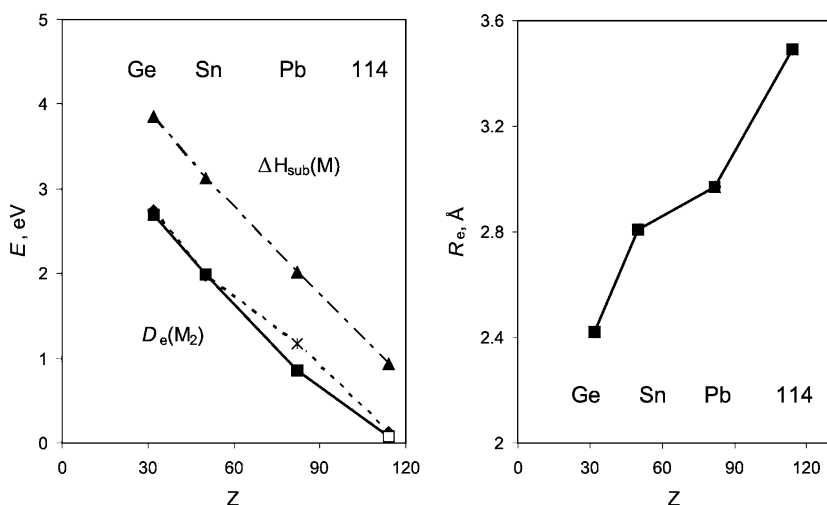 5
4
3
2
1
0
E, eV
Ge Sn Pb 114
ΔHsub(M)
De(M2)
0 30 60 90 120
Z
3.6
3.2
2.8
2.4
2
Re, Å
Ge Sn Pb 114
0 30 60 90 120
Z